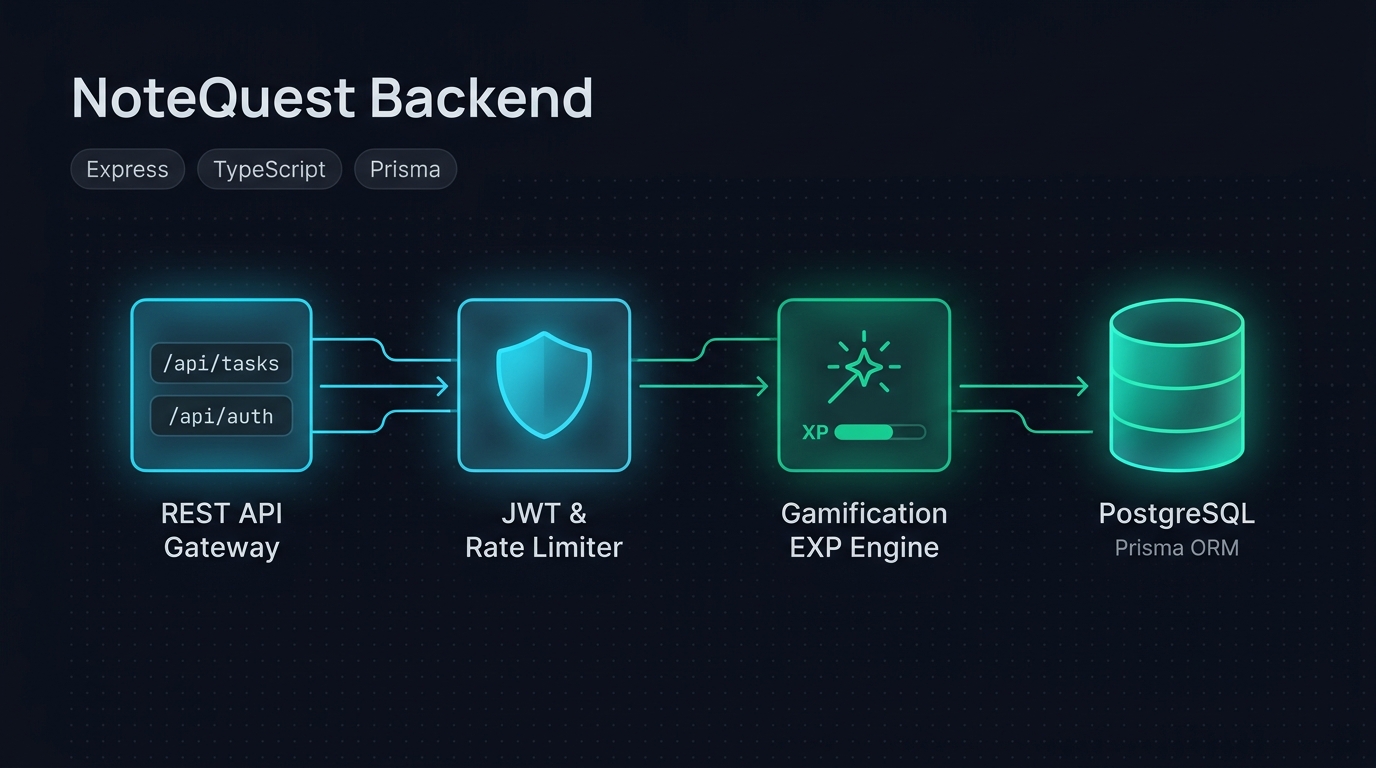 NoteQuest Backend
Express
TypeScript
Prisma
/api/tasks
/api/auth
XP
REST API
Gateway
JWT &
Rate Limiter
Gamification
EXP Engine
PostgreSQL
Prisma ORM